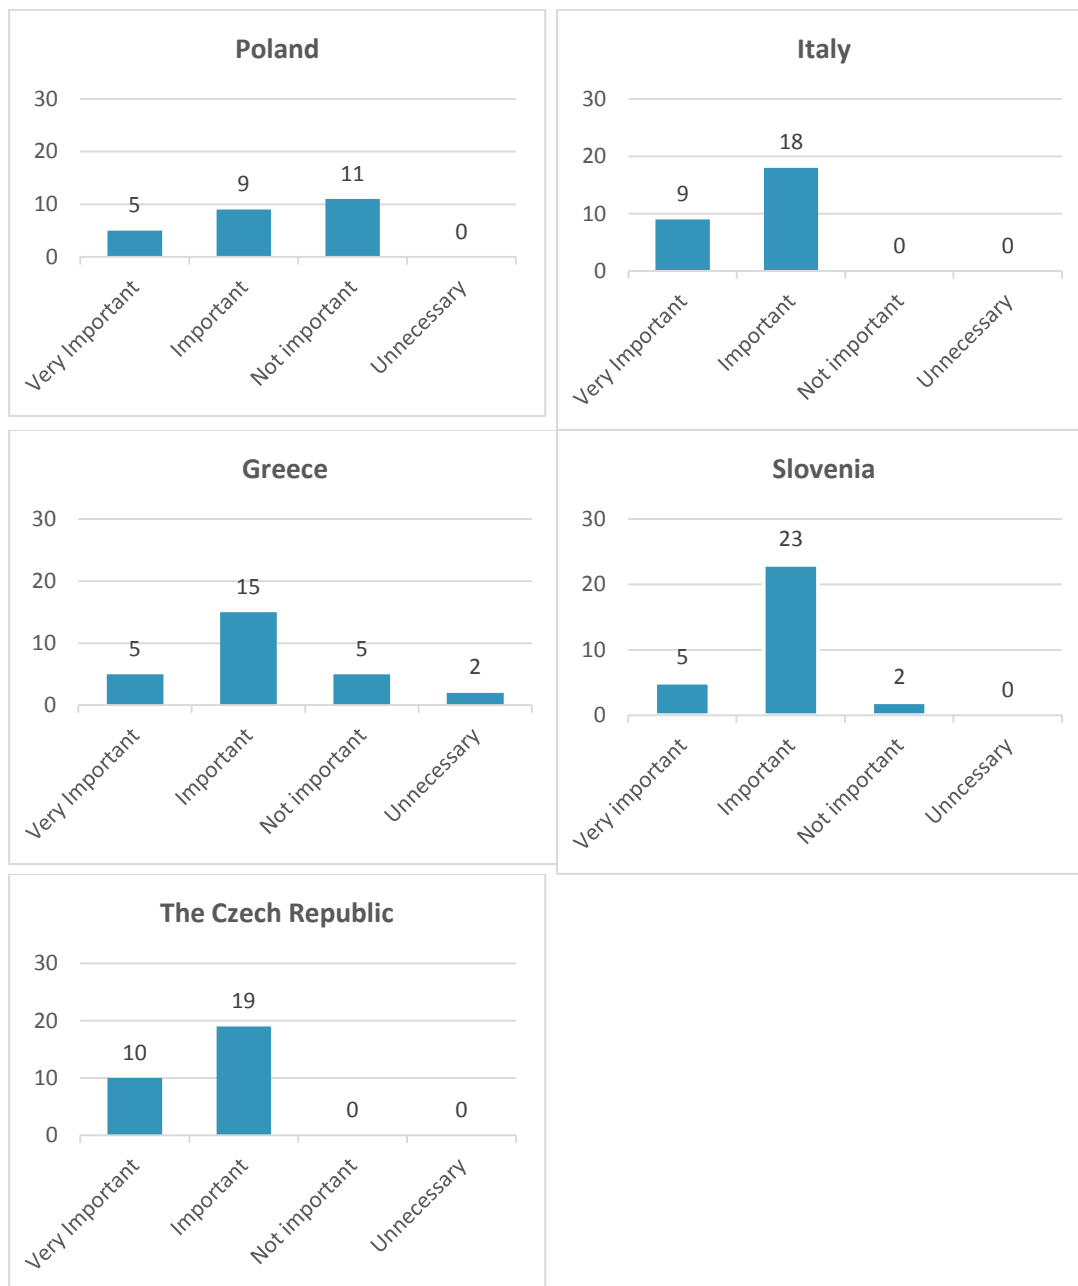 Poland
30
20
10
0
5
9
11
0
Very Important
Important
Not important
Unnecessary
Italy
30
20
10
0
9
18
0
0
Very Important
Important
Not important
Unnecessary
Greece
30
20
10
0
5
15
5
2
Very Important
Important
Not important
Unnecessary
Slovenia
30
20
10
0
5
23
2
0
Very important
Important
Not important
Unncessary
The Czech Republic
30
20
10
0
10
19
0
0
Very Important
Important
Not important
Unnecessary